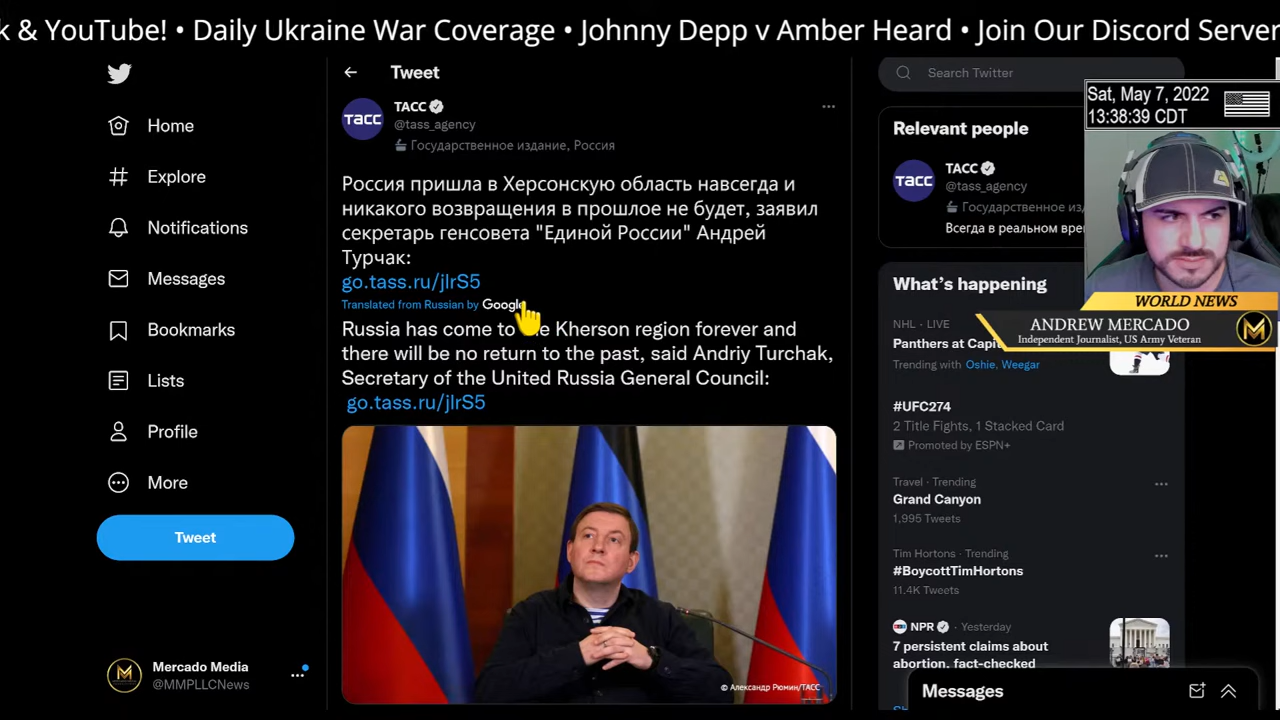 k & YouTube! • Daily Ukraine War Coverage • Johnny Depp v Amber Heard • Join Our Discord Server
Home
Explore
Notifications
Messages
Bookmarks
Lists
Profile
More
Tweet
Mercado Media
@MMPLLCNews
Tweet
ТАСС
ТАСС
@tass_agency
Государственное издание, Россия
Россия пришла в Херсонскую область навсегда и
никакого возвращения в прошлое не будет, заявил
секретарь генсовета "Единой России" Андрей
Турчак:
go.tass.ru/jlrS5
Translated from Russian by Google
Russia has come to Kherson region forever and
there will be no return to the past, said Andriy Turchak,
Secretary of the United Russia General Council:
go.tass.ru/jlrS5
© Александр Рюмин/ТАСС
Search Twitter
Relevant people
ТАСС
ТАСС
@tass_agency
Государственное из
Всегда в реальном вре
Sat, May 7, 2022
13:38:39 CDT
WORLD NEWS
ANDREW MERCADO
Independent Journalist, US Army Veteran
What's happening
NHL · LIVE
Panthers at Capi
Trending with Oshie, Weegar
#UFC274
2 Title Fights, 1 Stacked Card
Promoted by ESPN+
Travel · Trending
Grand Canyon
1,995 Tweets
Tim Hortons · Trending
#BoycottTimHortons
11.4K Tweets
NPR · Yesterday
7 persistent claims about
abortion, fact-checked
Messages